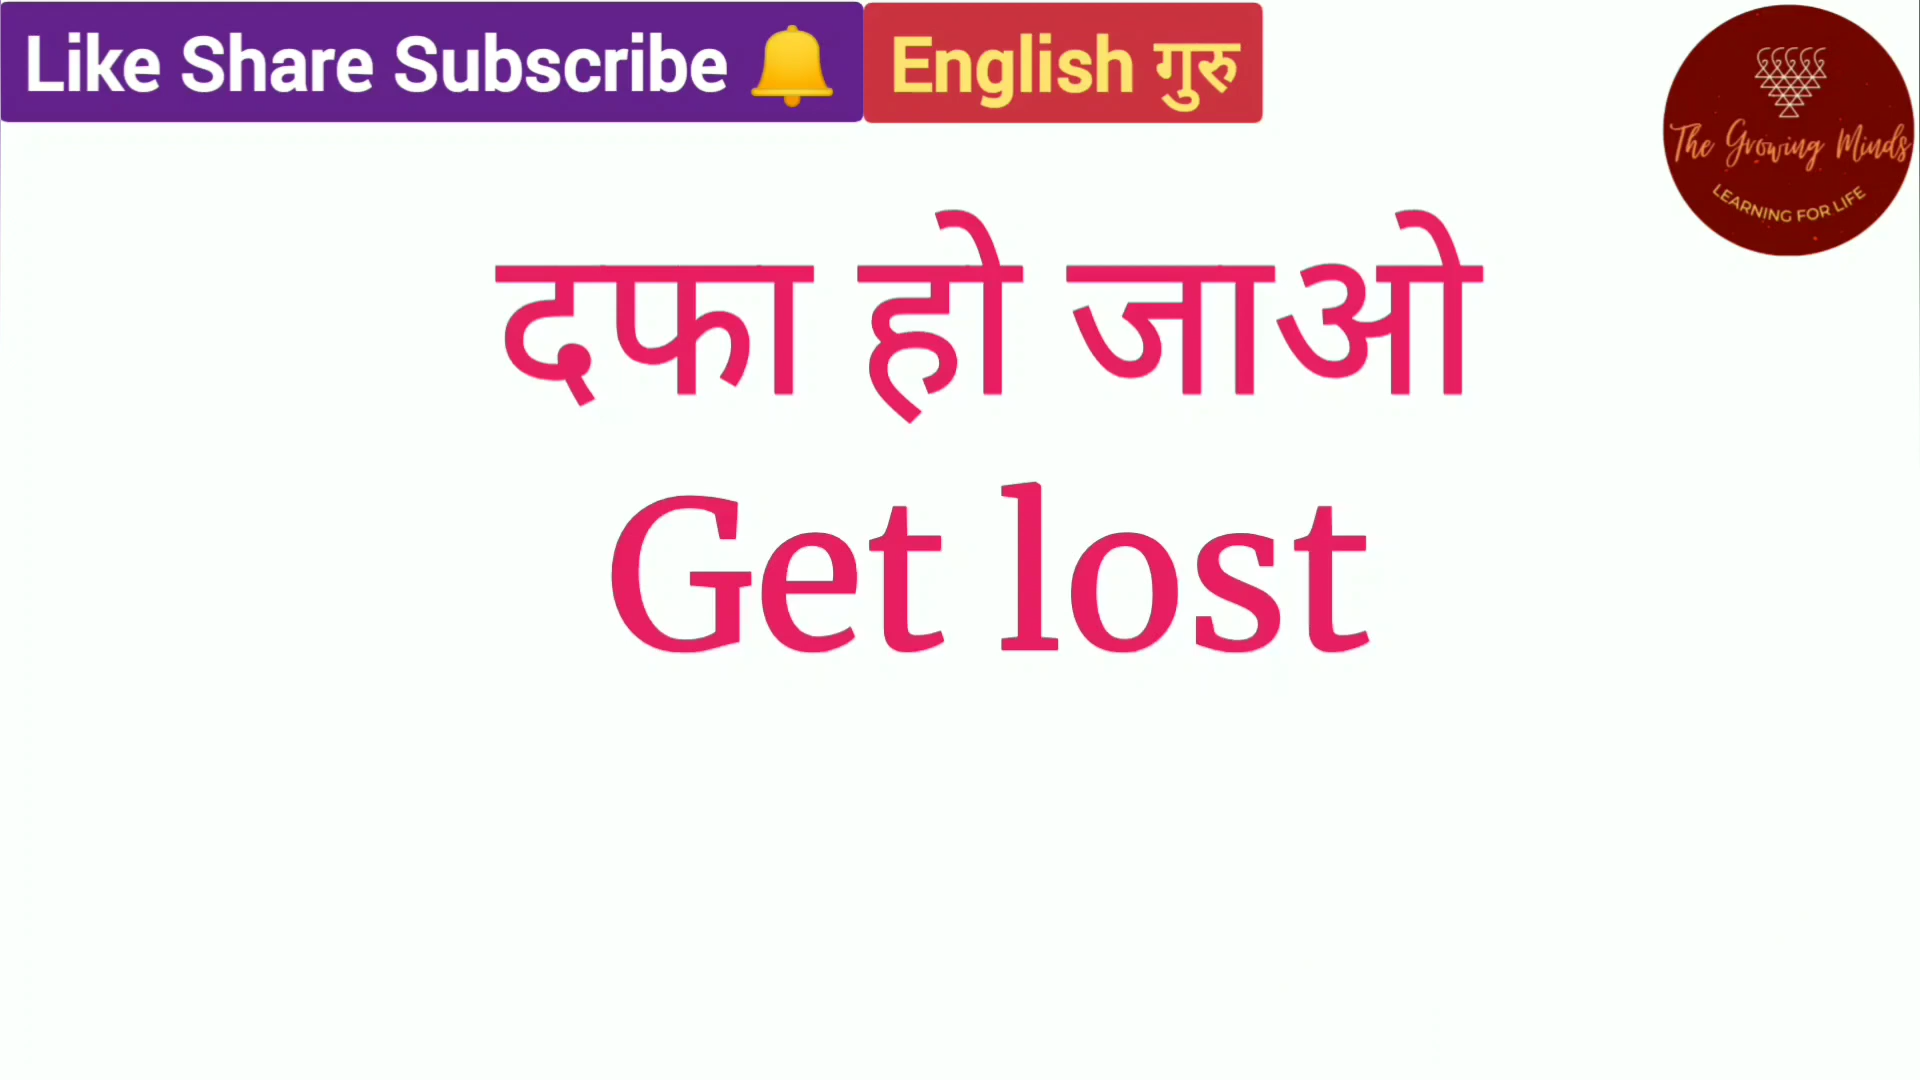 Like Share Subscribe 🔔 English गुरु
The Growing Minds
LEARNING FOR LIFE
दफा हो जाओ
Get lost